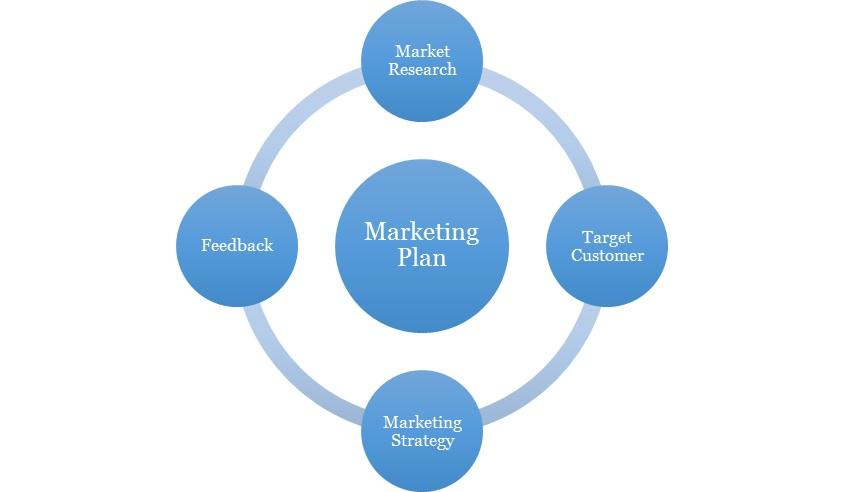 Market
Research
Feedback
Marketing
Plan
Target
Customer
Marketing
Strategy